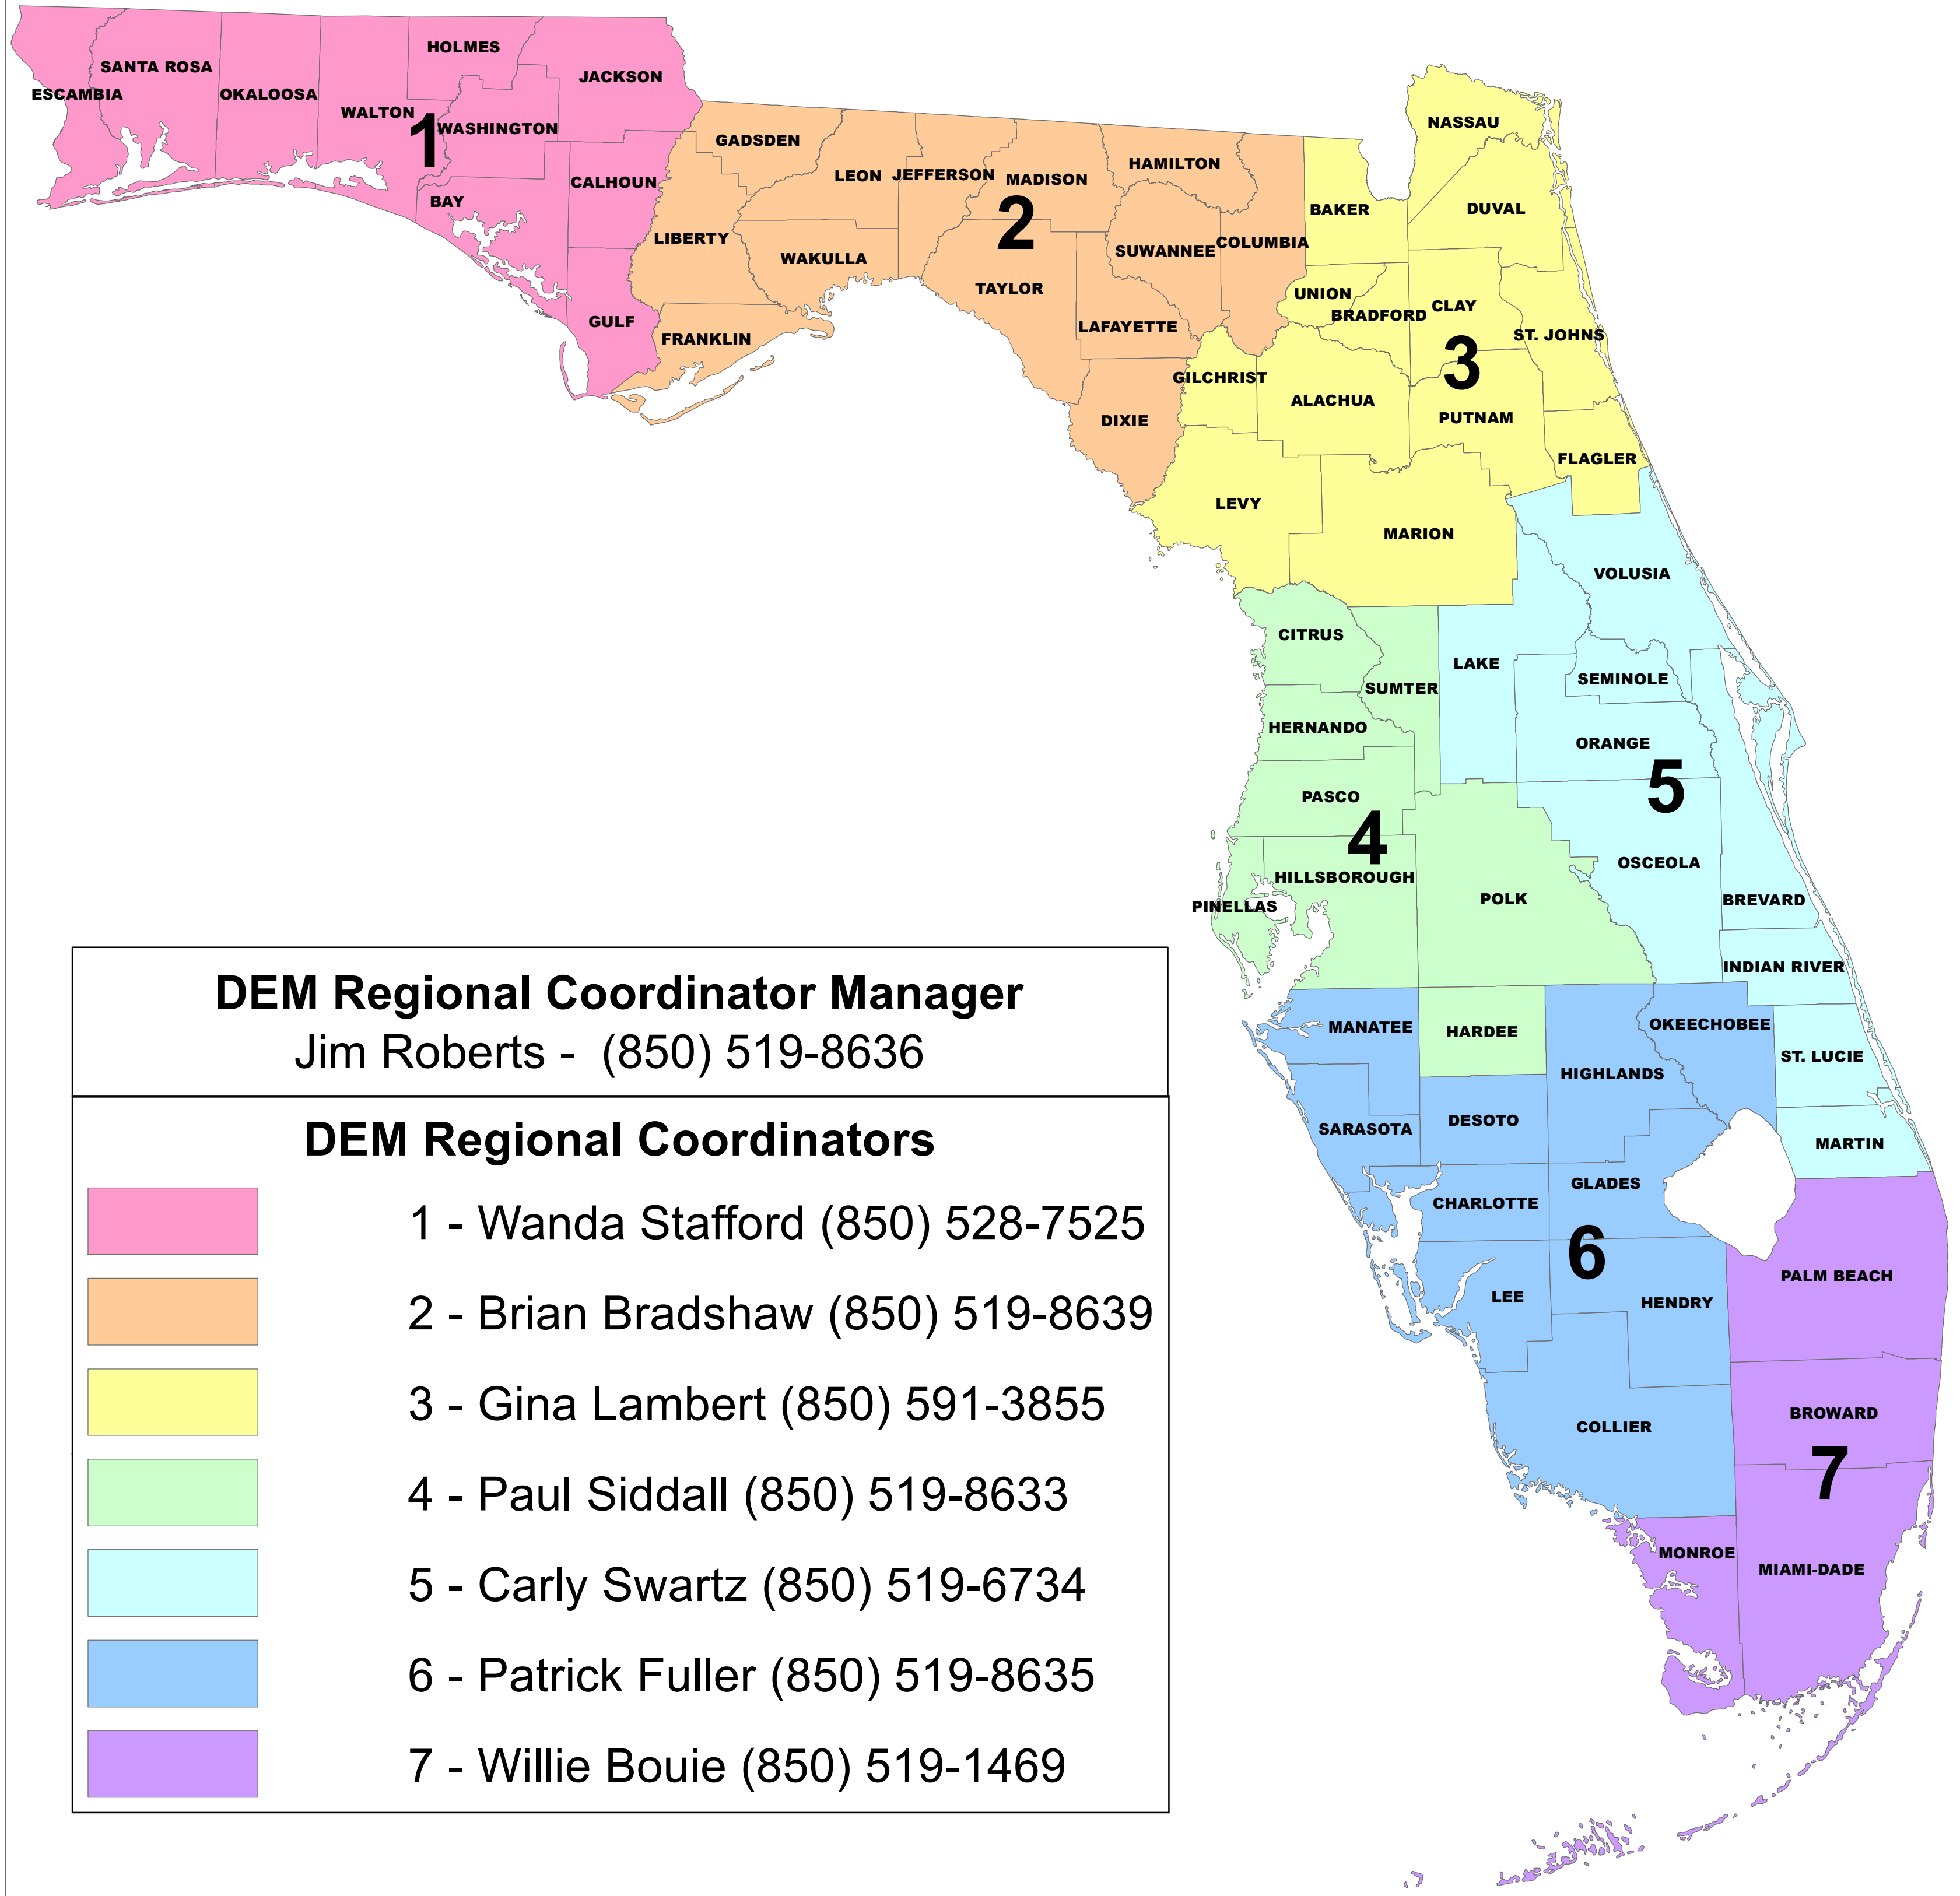 HOLMES
SANTA ROSA
JACKSON
ESCAMBIA
OKALOOSA
WALTON
1
WASHINGTON
CALHOUN
BAY
GULF
GADSDEN
LEON
JEFFERSON
MADISON
HAMILTON
2
LIBERTY
WAKULLA
SUWANNEE
COLUMBIA
TAYLOR
LAFAYETTE
FRANKLIN
DIXIE
NASSAU
BAKER
DUVAL
UNION
BRADFORD
CLAY
ST. JOHNS
3
GILCHRIST
ALACHUA
PUTNAM
FLAGLER
LEVY
MARION
VOLUSIA
CITRUS
SUMTER
LAKE
SEMINOLE
HERNANDO
ORANGE
5
PASCO
4
OSCEOLA
HILLSBOROUGH
PINELLAS
POLK
BREVARD
INDIAN RIVER
MANATEE
HARDEE
OKEECHOBEE
ST. LUCIE
HIGHLANDS
SARASOTA
DESOTO
MARTIN
CHARLOTTE
GLADES
6
LEE
HENDRY
PALM BEACH
COLLIER
BROWARD
7
MONROE
MIAMI-DADE
DEM Regional Coordinator Manager
Jim Roberts - (850) 519-8636
DEM Regional Coordinators
1 - Wanda Stafford (850) 528-7525
2 - Brian Bradshaw (850) 519-8639
3 - Gina Lambert (850) 591-3855
4 - Paul Siddall (850) 519-8633
5 - Carly Swartz (850) 519-6734
6 - Patrick Fuller (850) 519-8635
7 - Willie Bouie (850) 519-1469